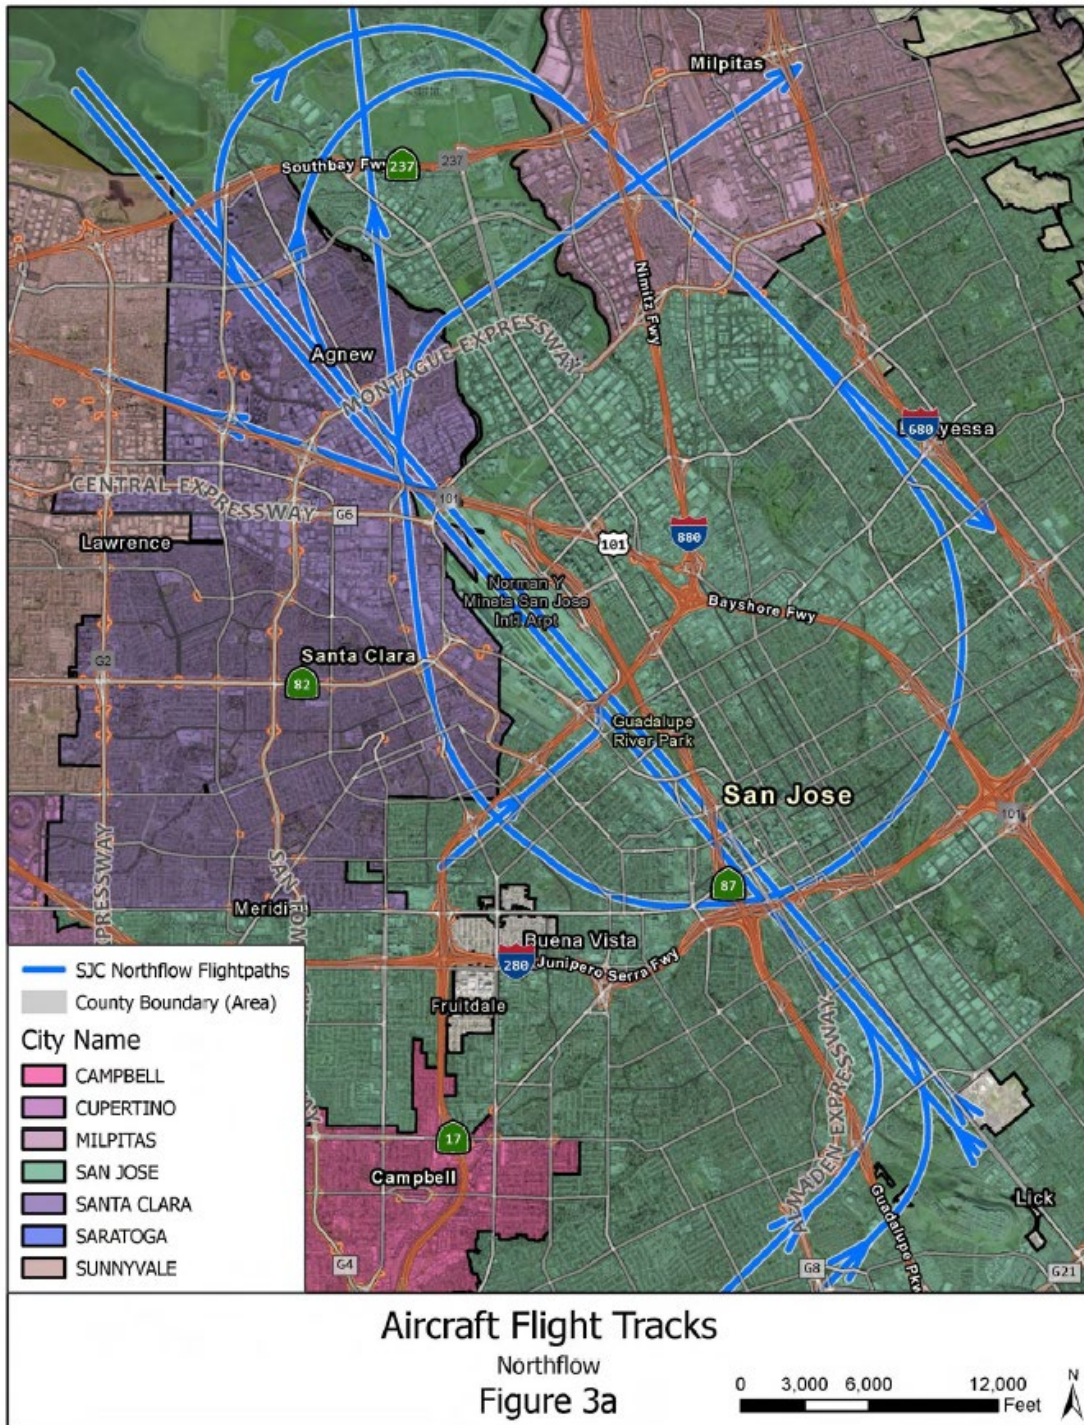 Milpitas
Southbay Fwy
237
237
Nimitz Fwy
Agnew
MONTAGUE EXPRESSWAY
680
CENTRAL EXPRESSWAY
G6
101
Lawrence
101
880
Norman Y
Mineta San Jose
Intl Arpt
Bayshore Fwy
G2
Santa Clara
82
Guadalupe
River Park
San Jose
101
87
Meridian
Buena Vista
280
Junipero Serra Fwy
Fruitdale
EXPRESSWAY
SAN
ALMADEN EXPRESSWAY
17
Campbell
Lick
G4
G8
G21
SJC Northflow Flightpaths
County Boundary (Area)
City Name
CAMPBELL
CUPERTINO
MILPITAS
SAN JOSE
SANTA CLARA
SARATOGA
SUNNYVALE
Aircraft Flight Tracks
Northflow
Figure 3a
0 3,000 6,000 12,000
Feet
N